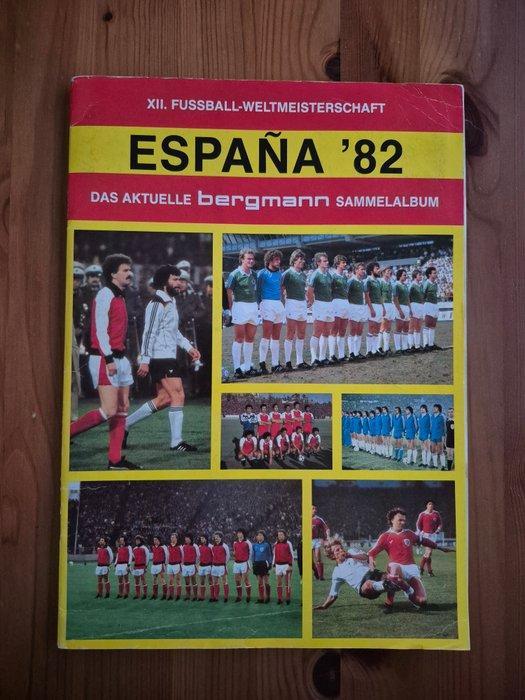 XII. FUSSBALL-WELTMEISTERSCHAFT
ESPAÑA '82
DAS AKTUELLE bergmann SAMMELALBUM